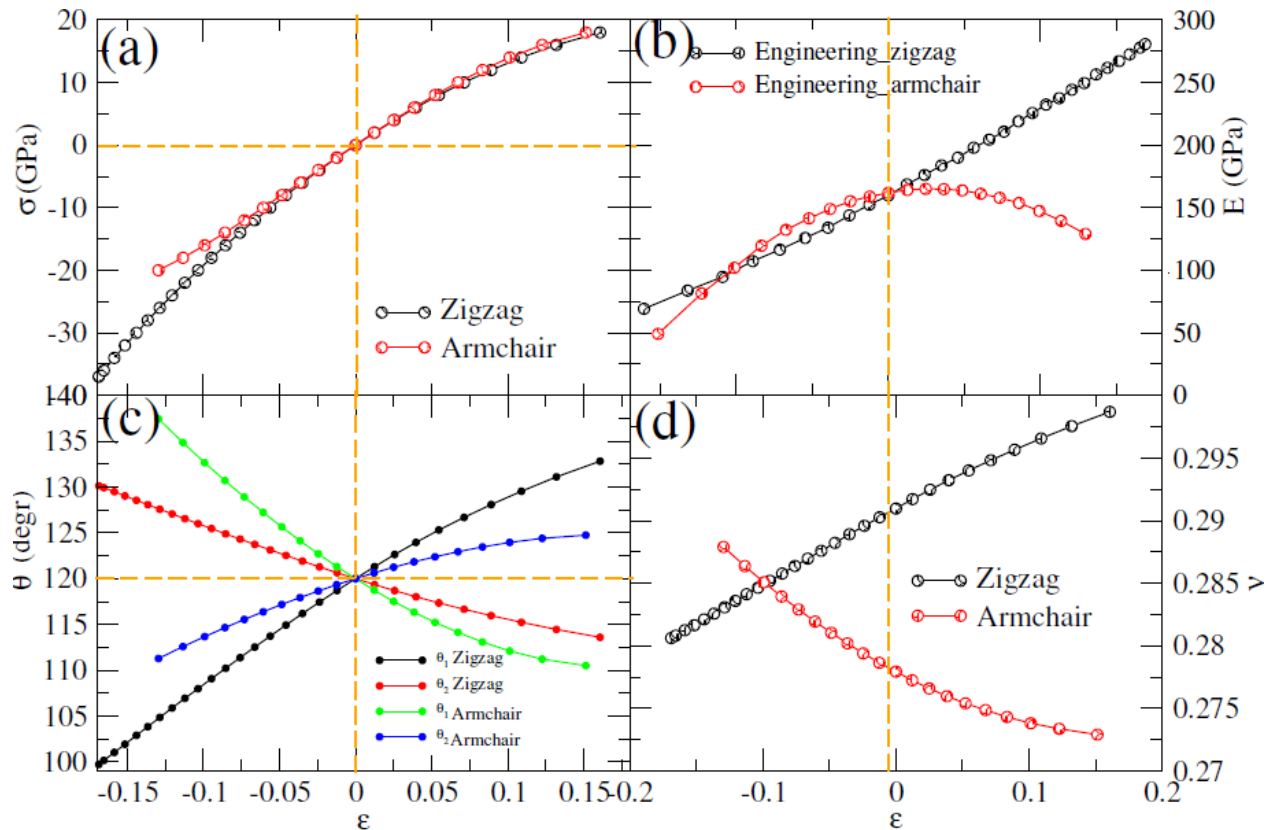 (a)
20
10
0
-10
-20
-30
σ (GPa)
Zigzag
Armchair
(b)
Engineering_zigzag
Engineering_armchair
300
250
200
150
100
50
0
E (GPa)
(c)
140
135
130
125
120
115
110
105
100
θ (degr)
θ1 Zigzag
θ2 Zigzag
θ1 Armchair
θ2 Armchair
-0.15
-0.1
-0.05
0
0.05
0.1
0.15
ε
(d)
Zigzag
Armchair
0.295
0.29
0.285
0.28
0.275
0.27
ν
-0.2
-0.1
0
0.1
0.2
ε